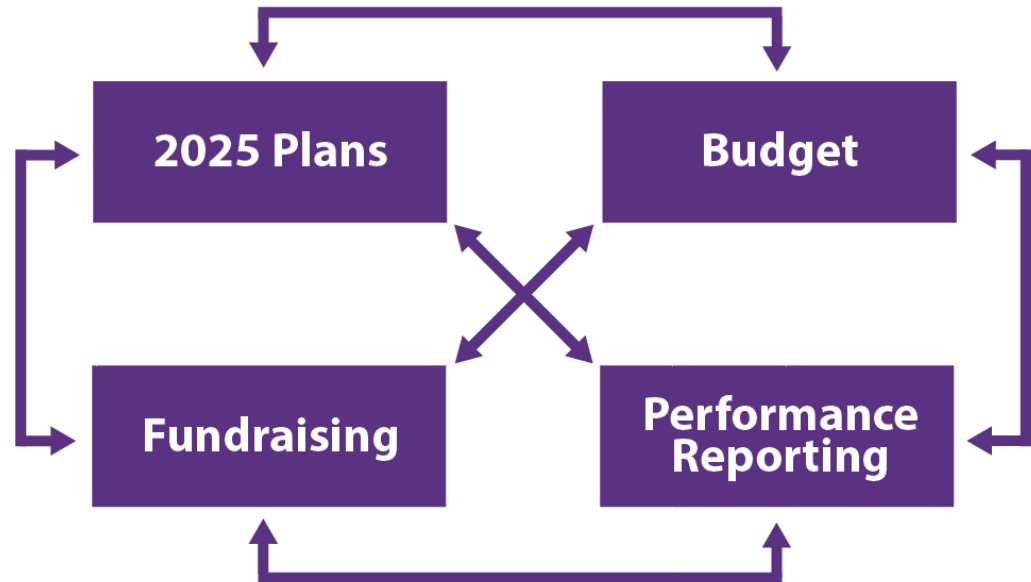 2025 Plans
Budget
Fundraising
Performance
Reporting